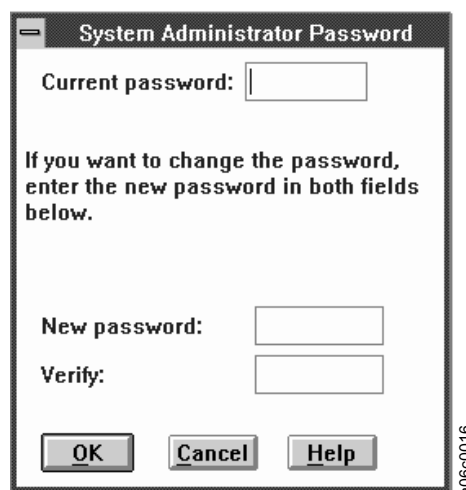 System Administrator Password
Current password:
If you want to change the password,
enter the new password in both fields
below.
New password:
Verify:
OK Cancel Help